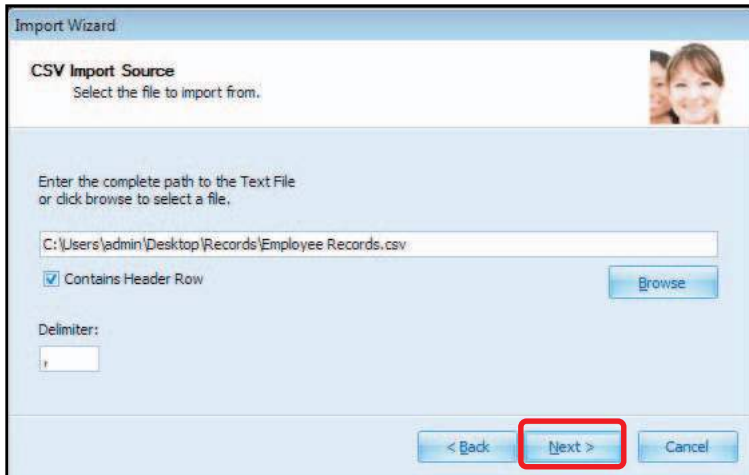 Import Wizard
CSV Import Source
Select the file to import from.
Enter the complete path to the Text File
or click browse to select a file.
C:\Users\admin\Desktop\Records\Employee Records.csv
Contains Header Row
Browse
Delimiter:
,
< Back Next > Cancel